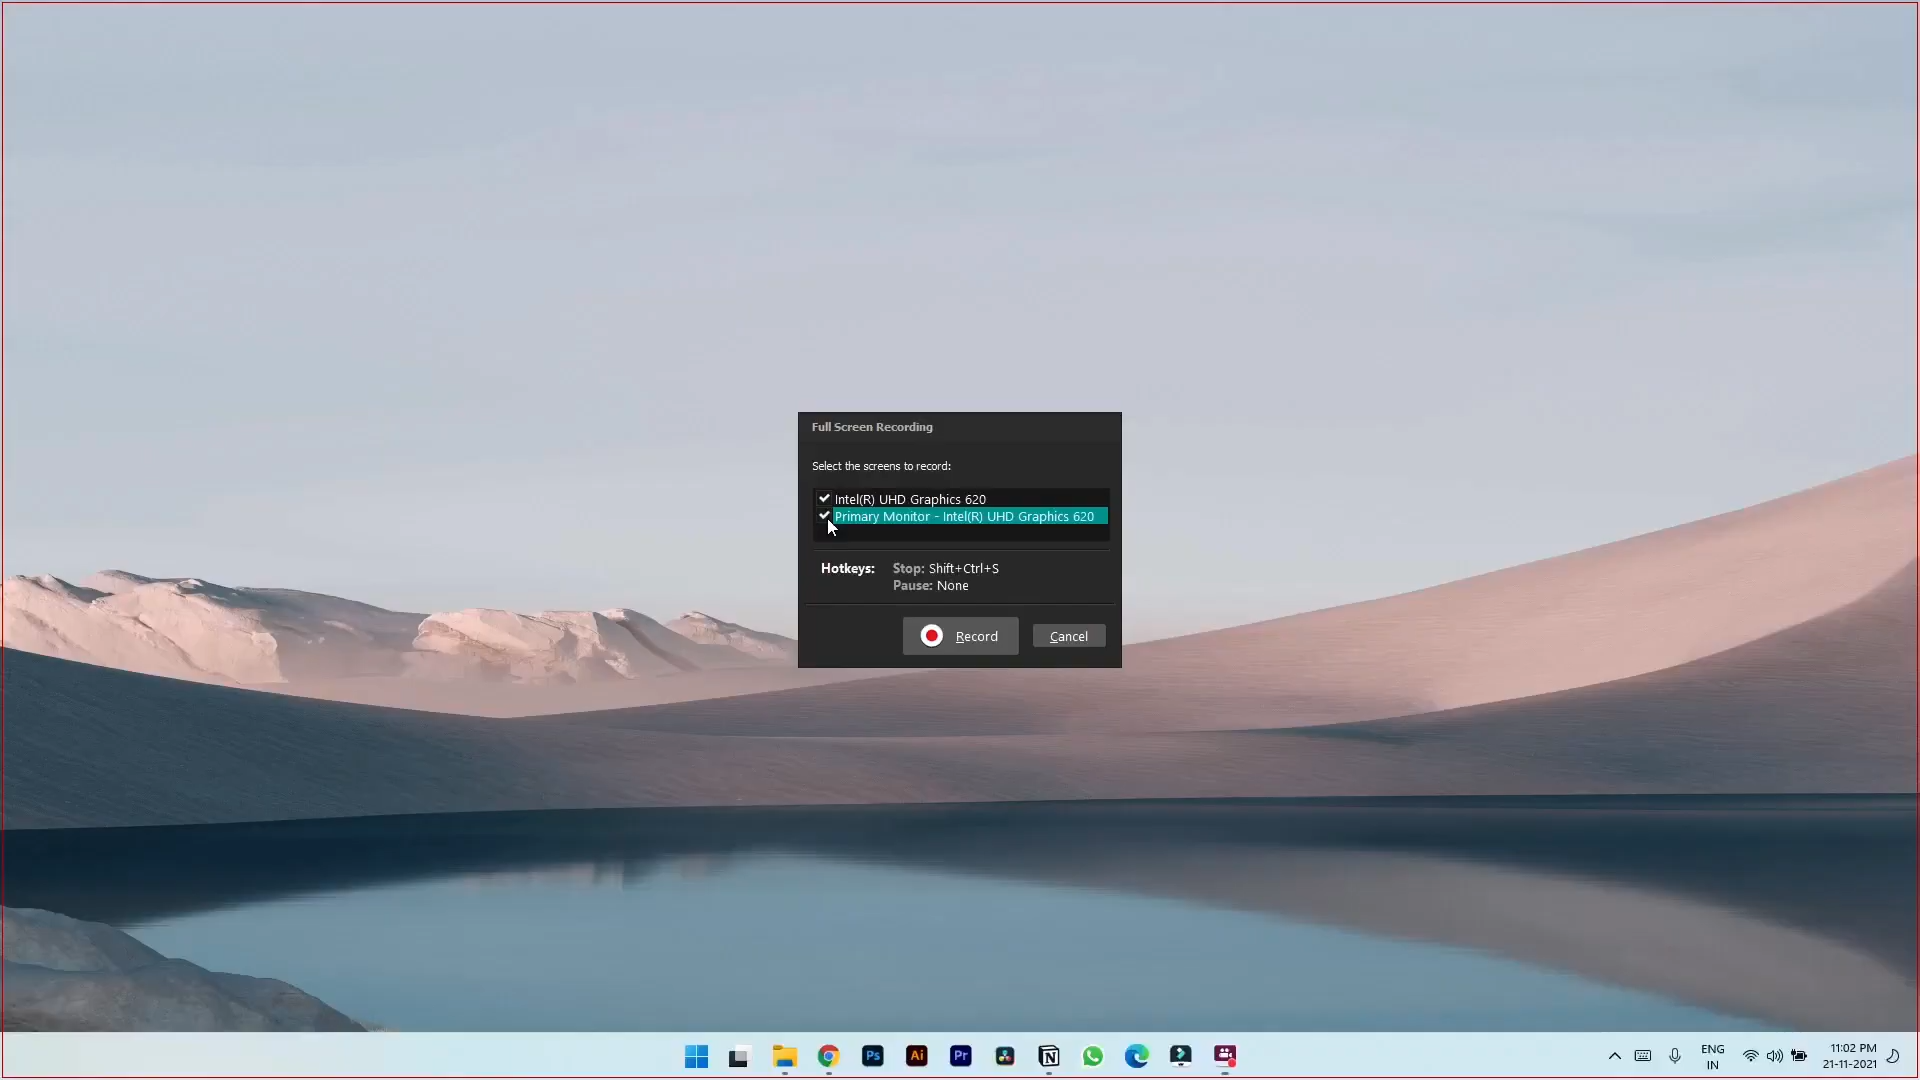 Full Screen Recording
Select the screens to record:
Intel(R) UHD Graphics 620
Primary Monitor - Intel(R) UHD Graphics 620
Hotkeys: Stop: Shift+Ctrl+S
Pause: None
Record Cancel
Ps Ai Pr N
ENG
IN
11:02 PM
21-11-2021